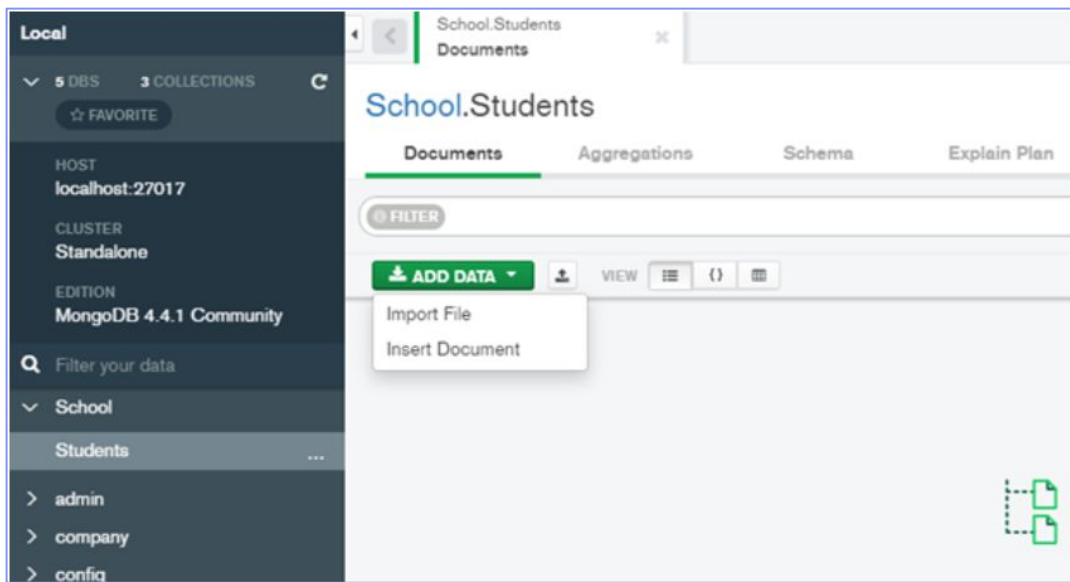 Local
5 DBS 3 COLLECTIONS
FAVORITE
HOST
localhost:27017
CLUSTER
Standalone
EDITION
MongoDB 4.4.1 Community
Filter your data
School
Students
...
admin
company
config
School.Students
Documents
School.Students
Documents Aggregations Schema Explain Plan
FILTER
ADD DATA VIEW {}
Import File
Insert Document